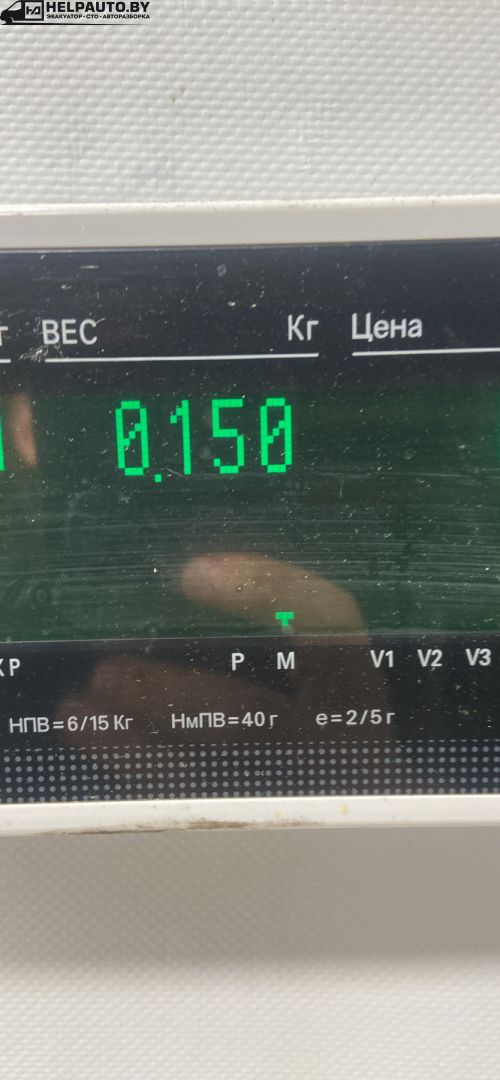 HELPAUTO.BY
ЭВАКУАТОР · СТО · АВТОРАЗБОРКА
г ВЕС Кг Цена
0.150
Р М V1 V2 V3
НПВ=6/15 Кг НмПВ=40 г е=2/5 г